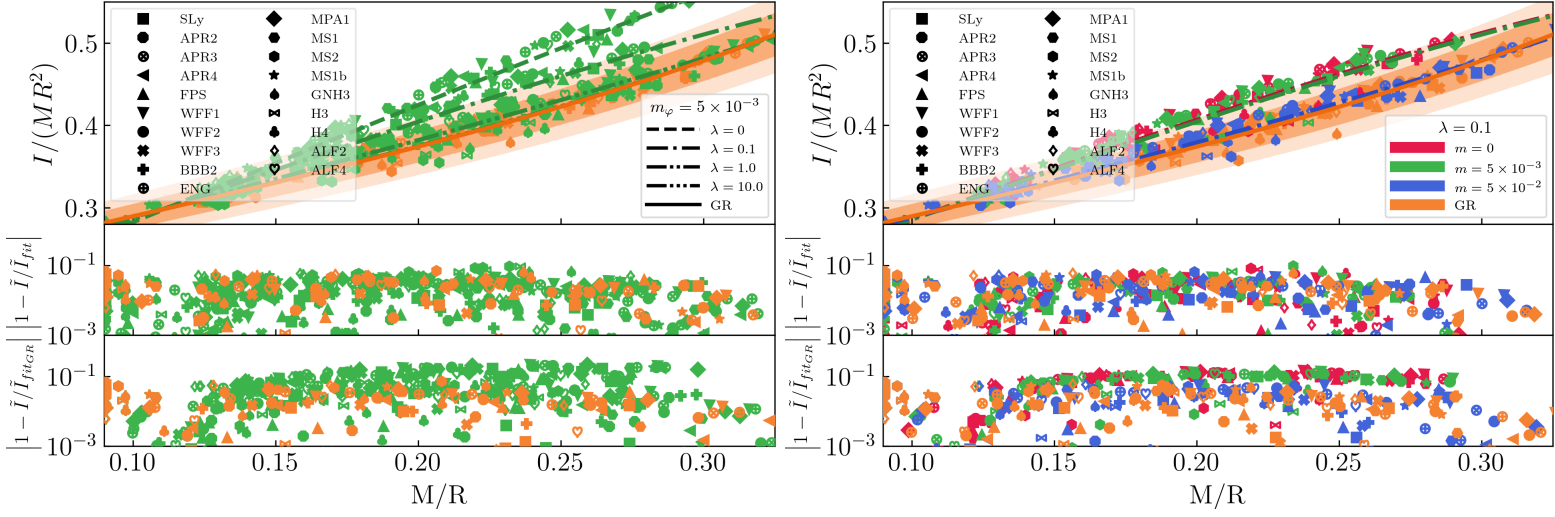 I/(MR²)
0.5
0.4
0.3
SLy
APR2
APR3
APR4
FPS
WFF1
WFF2
WFF3
BBB2
ENG
MPA1
MS1
MS2
MS1b
GNH3
H3
H4
ALF2
ALF4
m_φ = 5 × 10⁻³
λ = 0
λ = 0.1
λ = 1.0
λ = 10.0
GR
|1 − Ĩ/Ĩ_fit|
10⁻¹
10⁻³
|1 − Ĩ/Ĩ_fit_GR|
10⁻¹
10⁻³
0.10 0.15 0.20 0.25 0.30
M/R
I/(MR²)
0.5
0.4
0.3
SLy
APR2
APR3
APR4
FPS
WFF1
WFF2
WFF3
BBB2
ENG
MPA1
MS1
MS2
MS1b
GNH3
H3
H4
ALF2
ALF4
λ = 0.1
m = 0
m = 5 × 10⁻³
m = 5 × 10⁻²
GR
|1 − Ĩ/Ĩ_fit|
10⁻¹
10⁻³
|1 − Ĩ/Ĩ_fit_GR|
10⁻¹
10⁻³
0.10 0.15 0.20 0.25 0.30
M/R